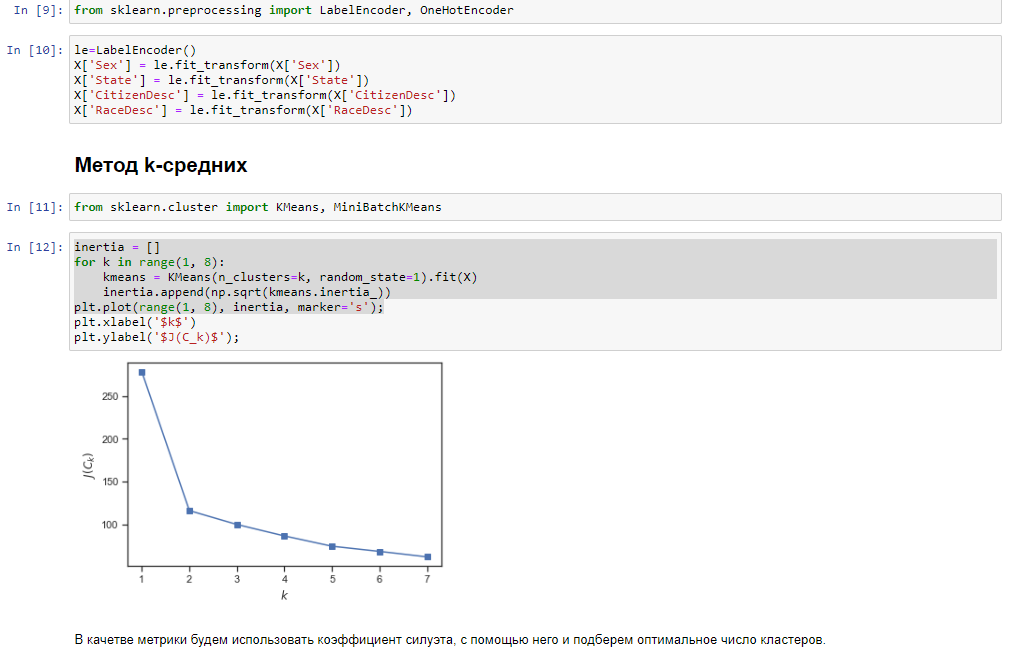 In [9]: from sklearn.preprocessing import LabelEncoder, OneHotEncoder
In [10]: le=LabelEncoder()
X['Sex'] = le.fit_transform(X['Sex'])
X['State'] = le.fit_transform(X['State'])
X['CitizenDesc'] = le.fit_transform(X['CitizenDesc'])
X['RaceDesc'] = le.fit_transform(X['RaceDesc'])
Метод k-средних
In [11]: from sklearn.cluster import KMeans, MiniBatchKMeans
In [12]: inertia = []
for k in range(1, 8):
    kmeans = KMeans(n_clusters=k, random_state=1).fit(X)
    inertia.append(np.sqrt(kmeans.inertia_))
plt.plot(range(1, 8), inertia, marker='s');
plt.xlabel('$k$')
plt.ylabel('$J(C_k)$');
250
200
150
100
J(Ck)
1 2 3 4 5 6 7
k
В качетве метрики будем использовать коэффициент силуэта, с помощью него и подберем оптимальное число кластеров.